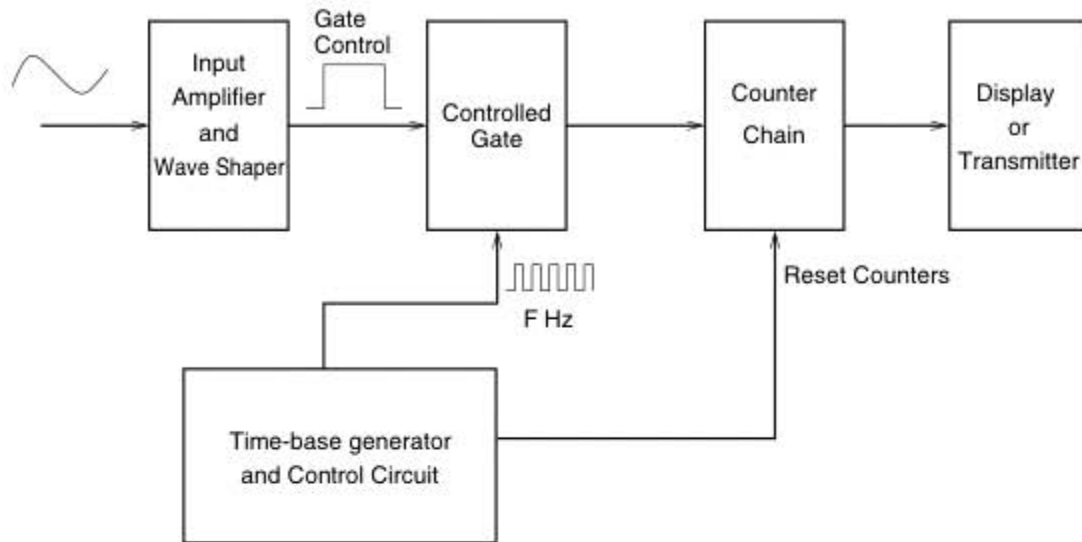 Input
Amplifier
and
Wave Shaper
Gate
Control
Controlled
Gate
Counter
Chain
Display
or
Transmitter
F Hz
Reset Counters
Time-base generator
and Control Circuit